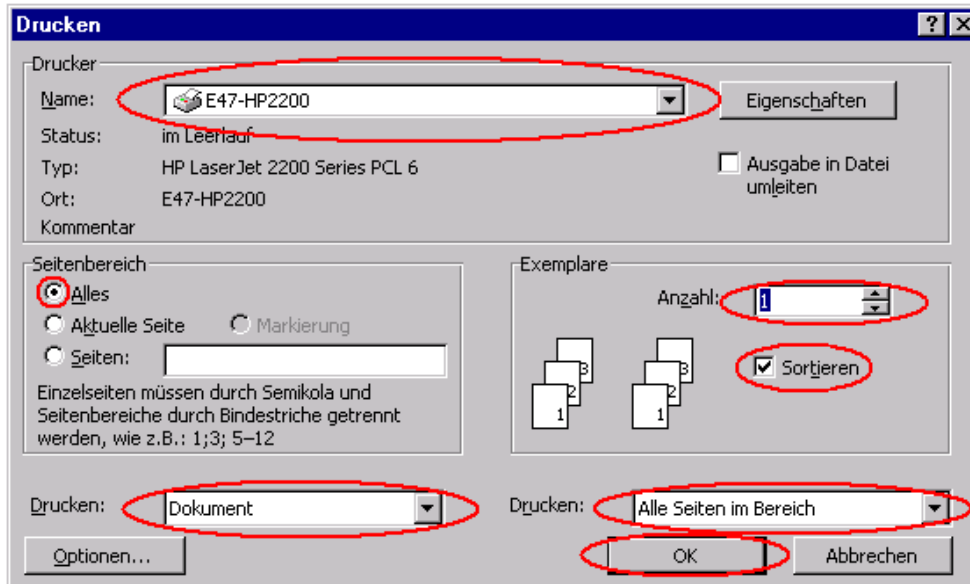 Drucken
Drucker
Name: E47-HP2200 Eigenschaften
Status: im Leerlauf
Typ: HP LaserJet 2200 Series PCL 6
Ort: E47-HP2200
Kommentar
Ausgabe in Datei
umleiten
Seitenbereich
Alles
Aktuelle Seite Markierung
Seiten:
Einzelseiten müssen durch Semikola und
Seitenbereiche durch Bindestriche getrennt
werden, wie z.B.: 1;3; 5–12
Exemplare
Anzahl: 1
3 3
2 2
1 1
Sortieren
Drucken: Dokument Drucken: Alle Seiten im Bereich
Optionen... OK Abbrechen